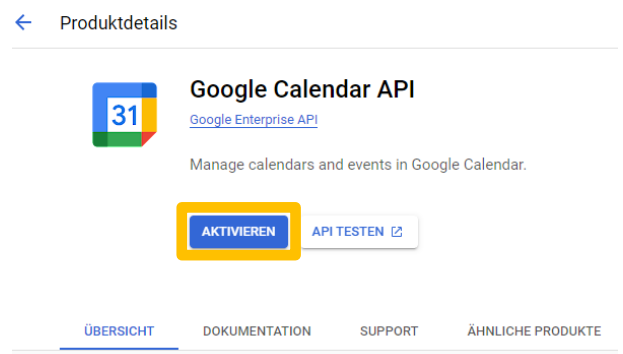 Produktdetails
Google Calendar API
31
Google Enterprise API
Manage calendars and events in Google Calendar.
AKTIVIEREN
API TESTEN
ÜBERSICHT DOKUMENTATION SUPPORT ÄHNLICHE PRODUKTE